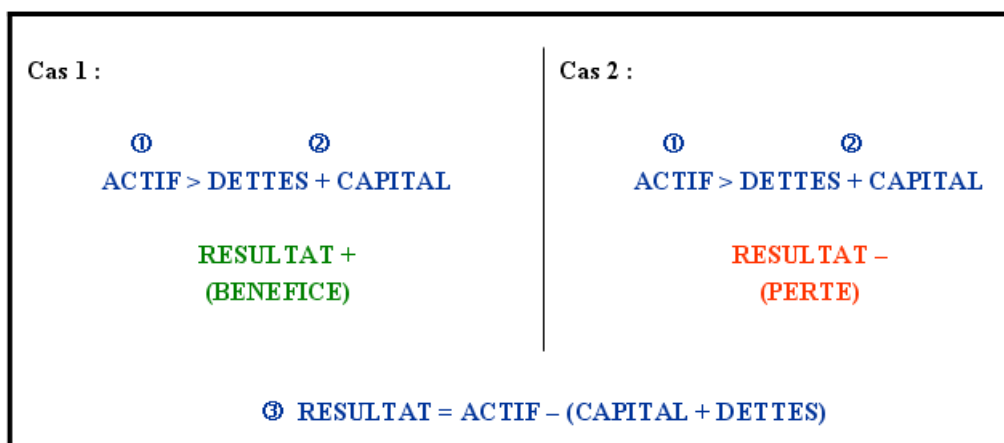 Cas 1 :
① ②
ACTIF > DETTES + CAPITAL
RESULTAT +
(BENEFICE)
Cas 2 :
① ②
ACTIF > DETTES + CAPITAL
RESULTAT –
(PERTE)
③ RESULTAT = ACTIF – (CAPITAL + DETTES)